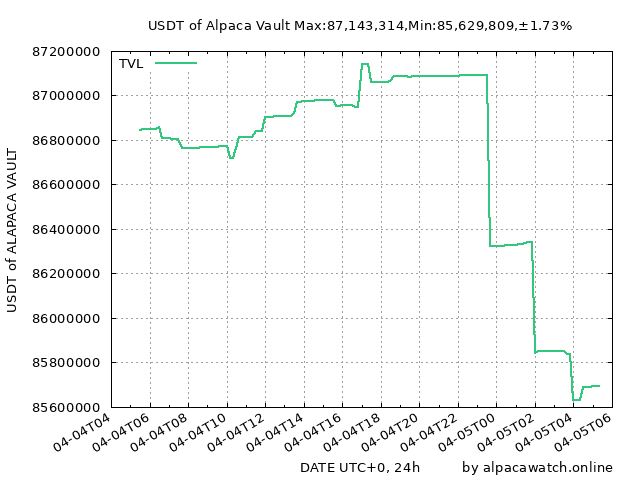 USDT of Alpaca Vault Max:87,143,314,Min:85,629,809,±1.73%
TVL
87200000
87000000
86800000
86600000
86400000
86200000
86000000
85800000
85600000
USDT of ALAPACA VAULT
04-04T04
04-04T06
04-04T08
04-04T10
04-04T12
04-04T14
04-04T16
04-04T18
04-04T20
04-04T22
04-05T00
04-05T02
04-05T04
04-05T06
DATE UTC+0, 24h
by alpacawatch.online